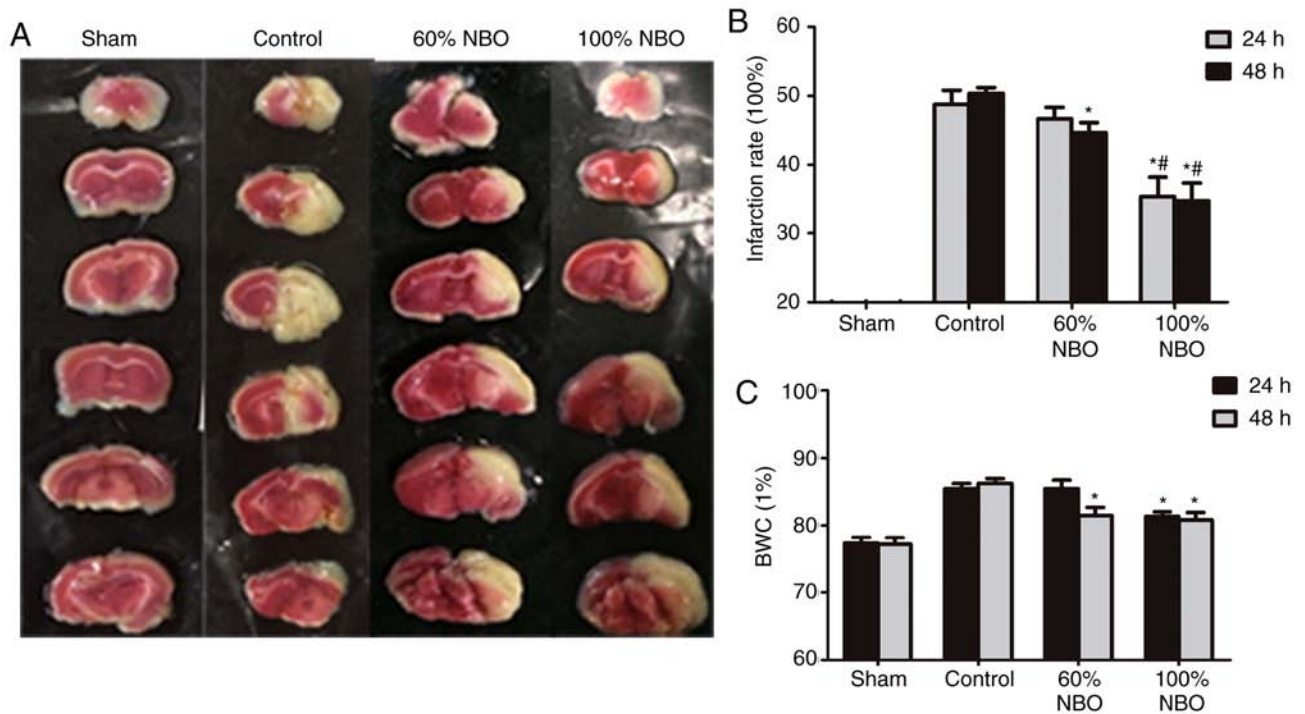 A
Sham
Control
60% NBO
100% NBO
B
Infarction rate (100%)
60
50
40
30
20
24 h
48 h
*
*#
*#
Sham
Control
60%
NBO
100%
NBO
C
BWC (1%)
100
90
80
70
60
24 h
48 h
*
*
*
Sham
Control
60%
NBO
100%
NBO